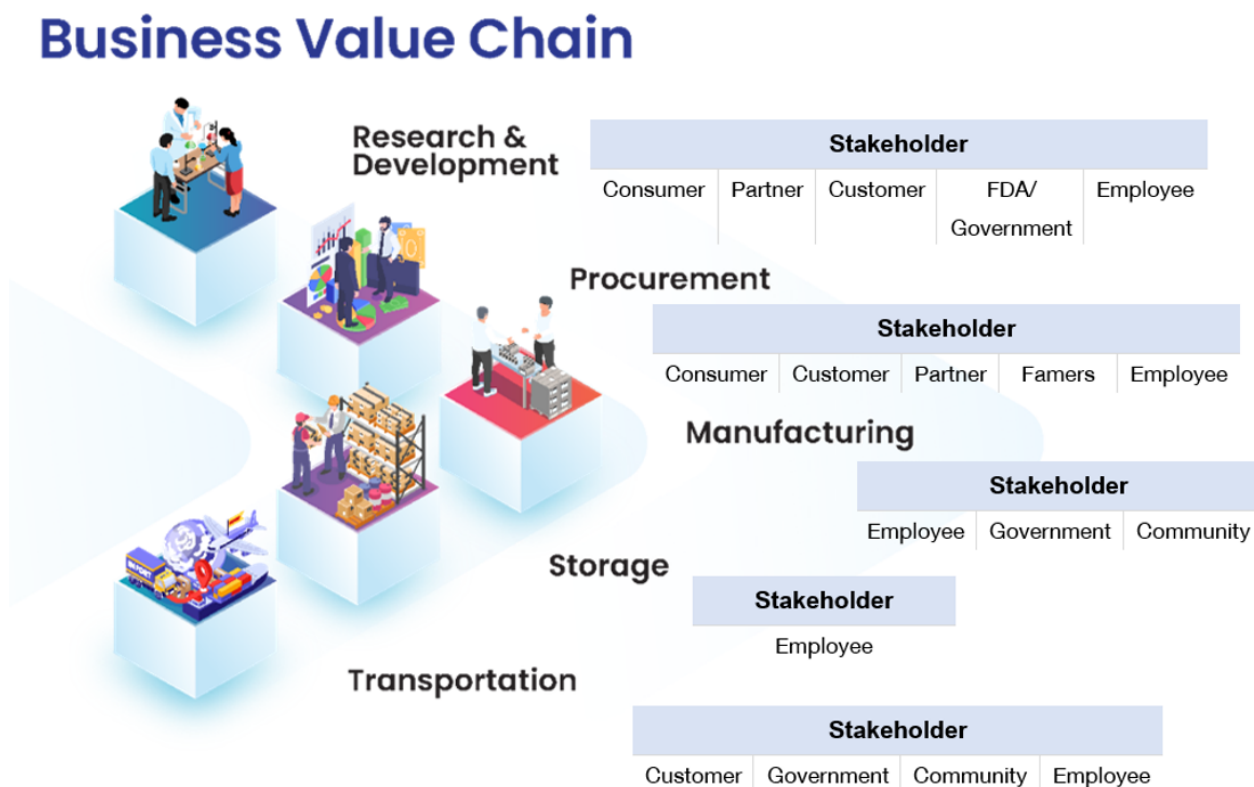 Business Value Chain
Research &
Development
Stakeholder
Consumer Partner Customer FDA/ Employee
Government
Procurement
Stakeholder
Consumer Customer Partner Famers Employee
Manufacturing
Stakeholder
Employee Government Community
Storage
Stakeholder
Employee
Transportation
Stakeholder
Customer Government Community Employee